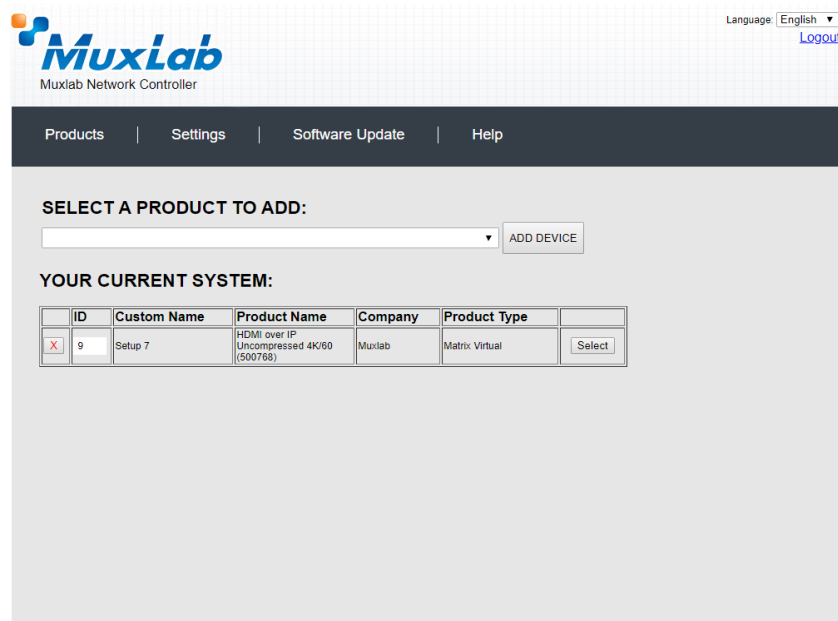 Language: English
Logout
MuxLab
Muxlab Network Controller
Products | Settings | Software Update | Help
SELECT A PRODUCT TO ADD:
ADD DEVICE
YOUR CURRENT SYSTEM:
ID Custom Name Product Name Company Product Type
X 9 Setup 7 HDMI over IP Uncompressed 4K/60 (500768) Muxlab Matrix Virtual Select